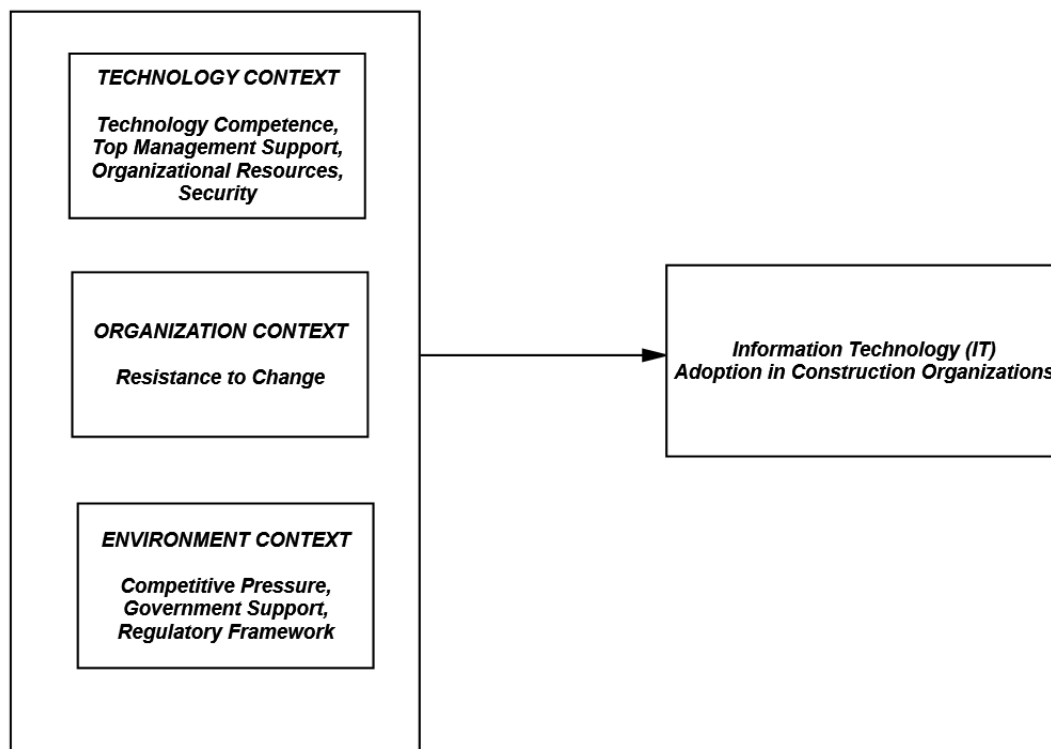 TECHNOLOGY CONTEXT
Technology Competence,
Top Management Support,
Organizational Resources,
Security
ORGANIZATION CONTEXT
Resistance to Change
ENVIRONMENT CONTEXT
Competitive Pressure,
Government Support,
Regulatory Framework
Information Technology (IT)
Adoption in Construction Organizations